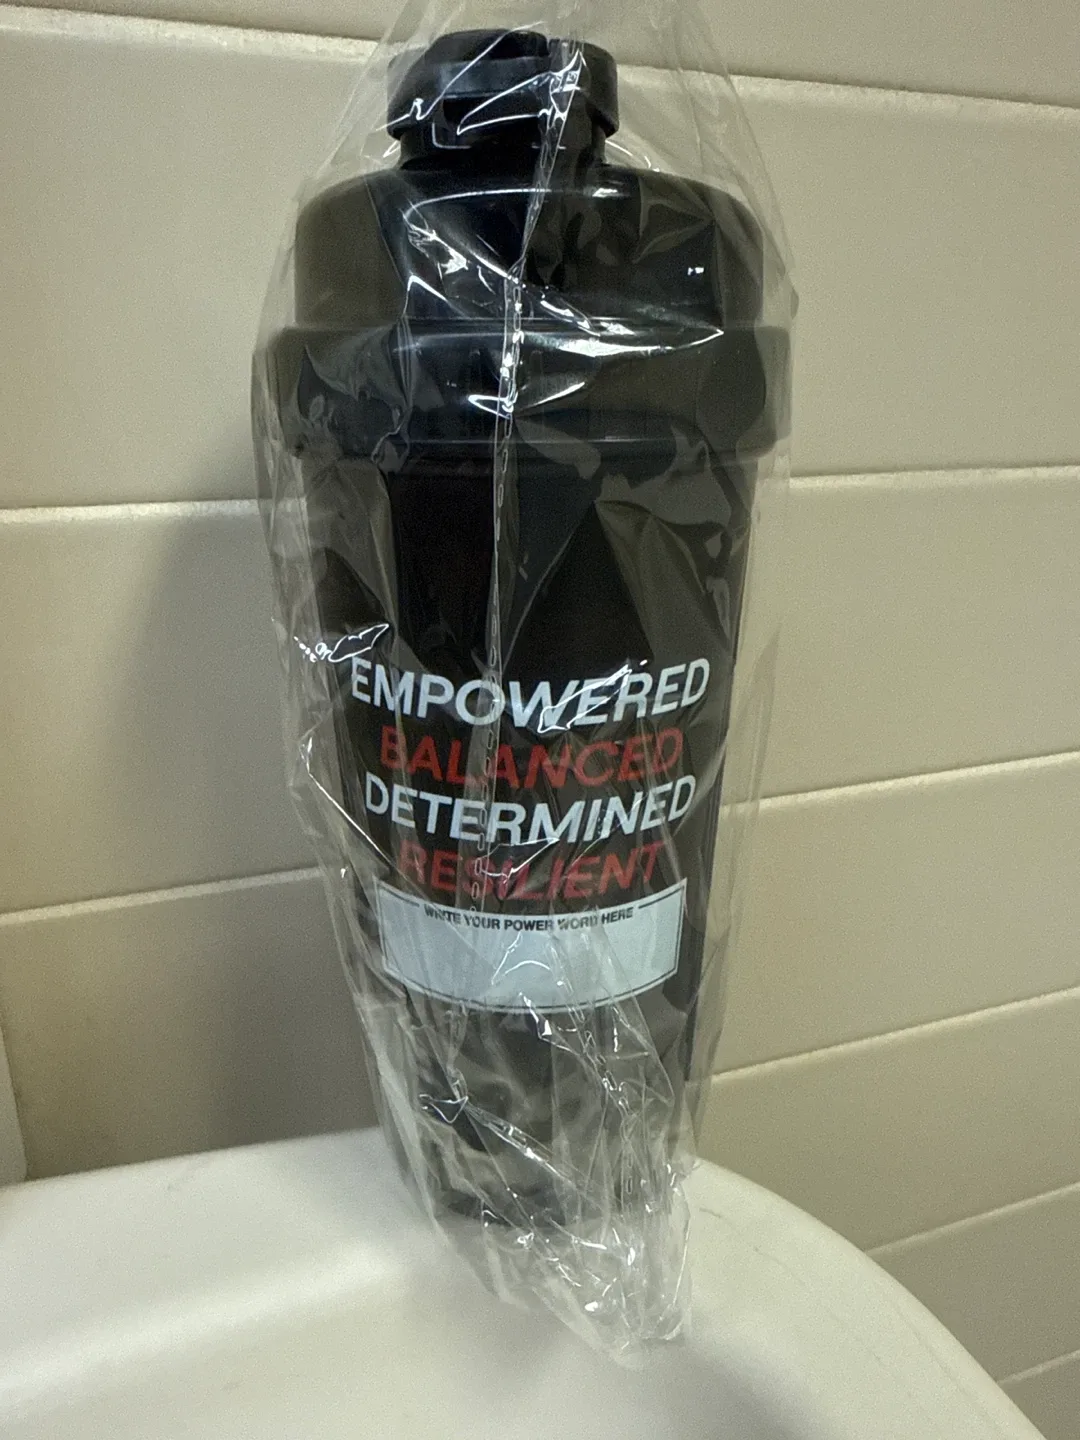 EMPOWERED
BALANCED
DETERMINED
RESILIENT
WRITE YOUR POWER WORD HERE